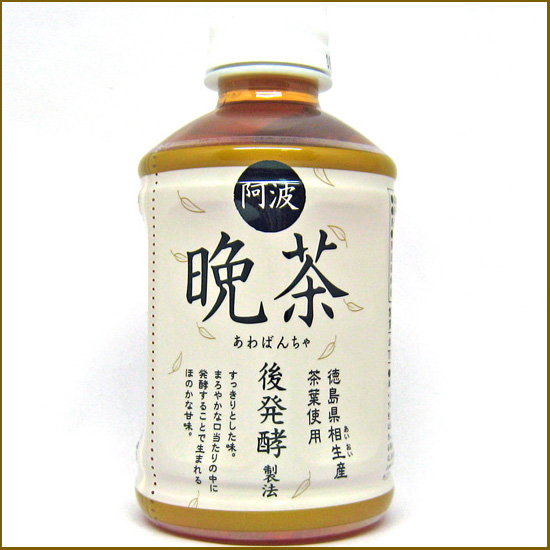 阿波
晩茶
あわばんちゃ
徳島県相生産
あいおい
茶葉使用
後発酵製法
すっきりとした味。
まろやかな口当たりの中に
発酵することで生まれる
ほのかな甘味。